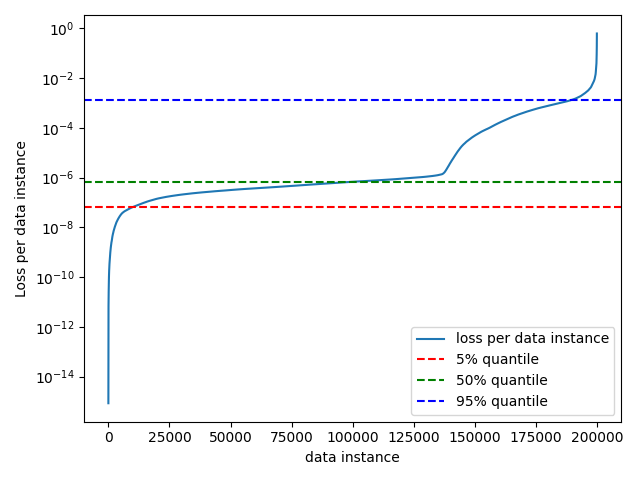 Loss per data instance
10⁰
10⁻²
10⁻⁴
10⁻⁶
10⁻⁸
10⁻¹⁰
10⁻¹²
10⁻¹⁴
loss per data instance
5% quantile
50% quantile
95% quantile
0 25000 50000 75000 100000 125000 150000 175000 200000
data instance